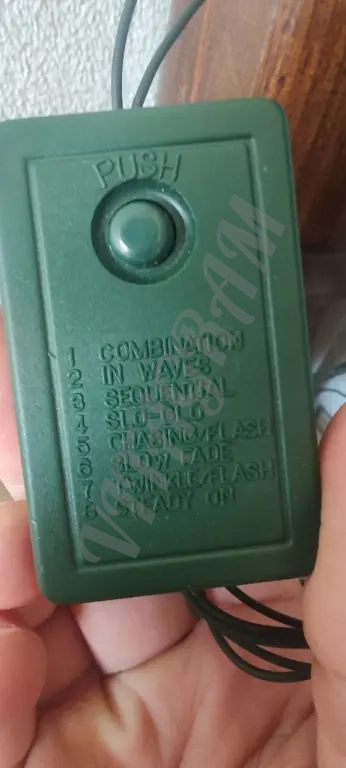 PUSH
1 COMBINATION
2 IN WAVES
3 SEQUENTIAL
4 SLO-GLO
5 CHASING/FLASH
6 SLOW FADE
7 TWINKLE/FLASH
8 STEADY ON